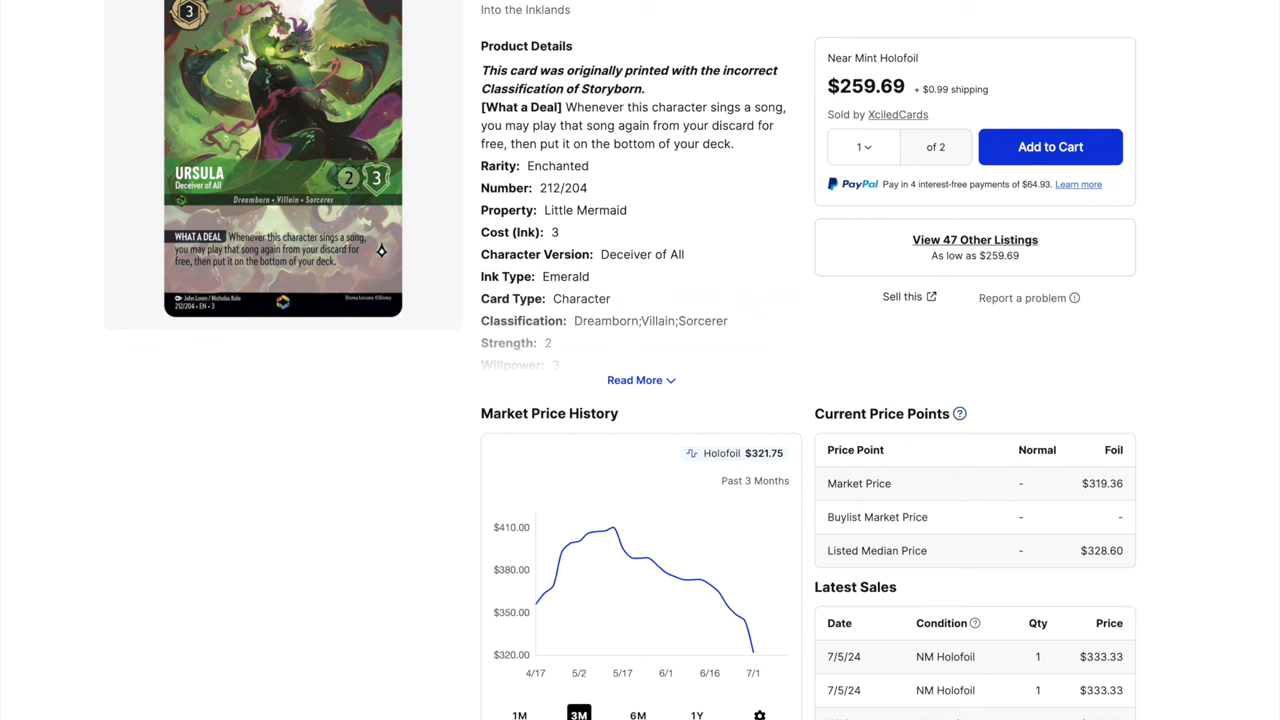 3
URSULA
Deceiver of All
2
3
Dreamborn • Villain • Sorcerer
WHAT A DEAL Whenever this character sings a song,
you may play that song again from your discard for
free, then put it on the bottom of your deck.
John Loren / Nicholas Kole
Disney Lorcana ©Disney
212/204 • EN • 3
Into the Inklands
Product Details
This card was originally printed with the incorrect
Classification of Storyborn.
[What a Deal] Whenever this character sings a song,
you may play that song again from your discard for
free, then put it on the bottom of your deck.
Rarity: Enchanted
Number: 212/204
Property: Little Mermaid
Cost (Ink): 3
Character Version: Deceiver of All
Ink Type: Emerald
Card Type: Character
Classification: Dreamborn;Villain;Sorcerer
Strength: 2
Willpower: 3
Read More
Near Mint Holofoil
$259.69 + $0.99 shipping
Sold by XciledCards
1 of 2 Add to Cart
PayPal Pay in 4 interest-free payments of $64.93. Learn more
View 47 Other Listings
As low as $259.69
Sell this Report a problem
Market Price History
Holofoil $321.75
Past 3 Months
$410.00
$380.00
$350.00
$320.00
4/17 5/2 5/17 6/1 6/16 7/1
1M 3M 6M 1Y
Current Price Points ?
Price Point Normal Foil
Market Price - $319.36
Buylist Market Price - -
Listed Median Price - $328.60
Latest Sales
Date Condition ? Qty Price
7/5/24 NM Holofoil 1 $333.33
7/5/24 NM Holofoil 1 $333.33